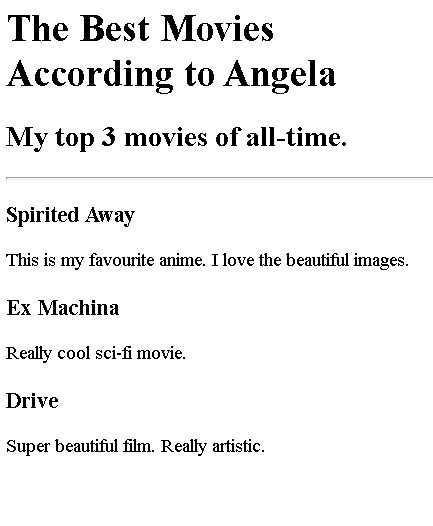 The Best Movies
According to Angela
My top 3 movies of all-time.
Spirited Away
This is my favourite anime. I love the beautiful images.
Ex Machina
Really cool sci-fi movie.
Drive
Super beautiful film. Really artistic.